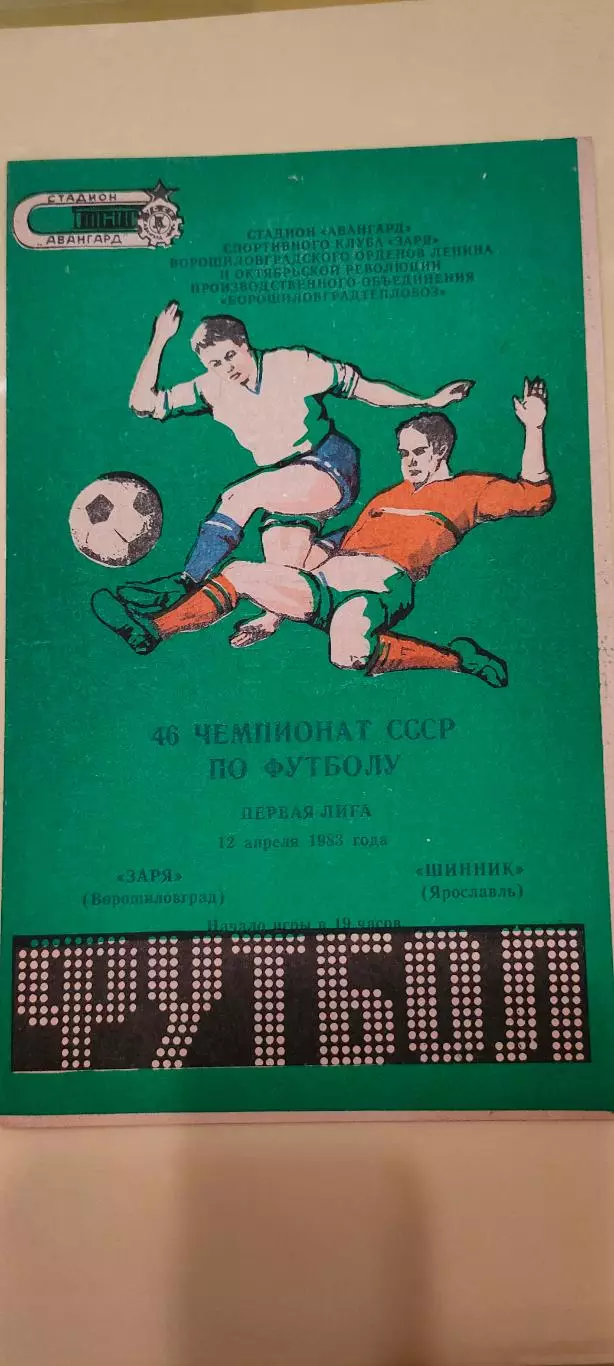 СТАДИОН
„АВАНГАРД"
СТАДИОН «АВАНГАРД»
СПОРТИВНОГО КЛУБА «ЗАРЯ»
ВОРОШИЛОВГРАДСКОГО ОРДЕНОВ ЛЕНИНА
И ОКТЯБРЬСКОЙ РЕВОЛЮЦИИ
ПРОИЗВОДСТВЕННОГО ОБЪЕДИНЕНИЯ
«ВОРОШИЛОВГРАДТЕПЛОВОЗ»
46 ЧЕМПИОНАТ СССР
ПО ФУТБОЛУ
ПЕРВАЯ ЛИГА
12 апреля 1983 года
«ЗАРЯ»
(Ворошиловград)
«ШИННИК»
(Ярославль)
Начало игры в 19 часов
ФУТБОЛ